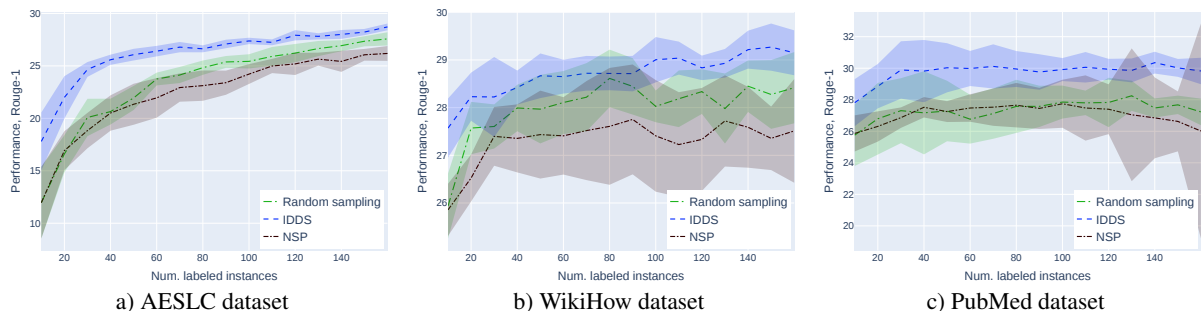 Performance, Rouge-1
30
25
20
15
10
20
40
60
80
100
120
140
Num. labeled instances
Random sampling
IDDS
NSP
a) AESLC dataset
Performance, Rouge-1
30
29
28
27
26
20
40
60
80
100
120
140
Num. labeled instances
Random sampling
IDDS
NSP
b) WikiHow dataset
Performance, Rouge-1
32
30
28
26
24
22
20
20
40
60
80
100
120
140
Num. labeled instances
Random sampling
IDDS
NSP
c) PubMed dataset